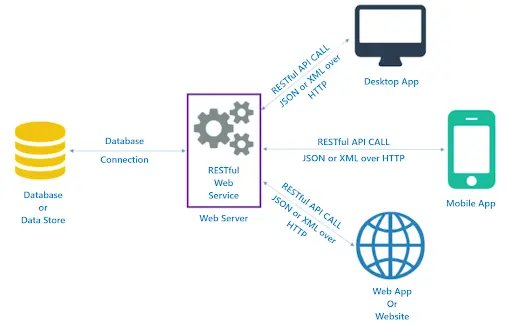 Database
Connection
Database
or
Data Store
RESTful
Web
Service
Web Server
RESTful API CALL
JSON or XML over
HTTP
Desktop App
RESTful API CALL
JSON or XML over HTTP
Mobile App
RESTful API CALL
JSON or XML over
HTTP
Web App
Or
Website